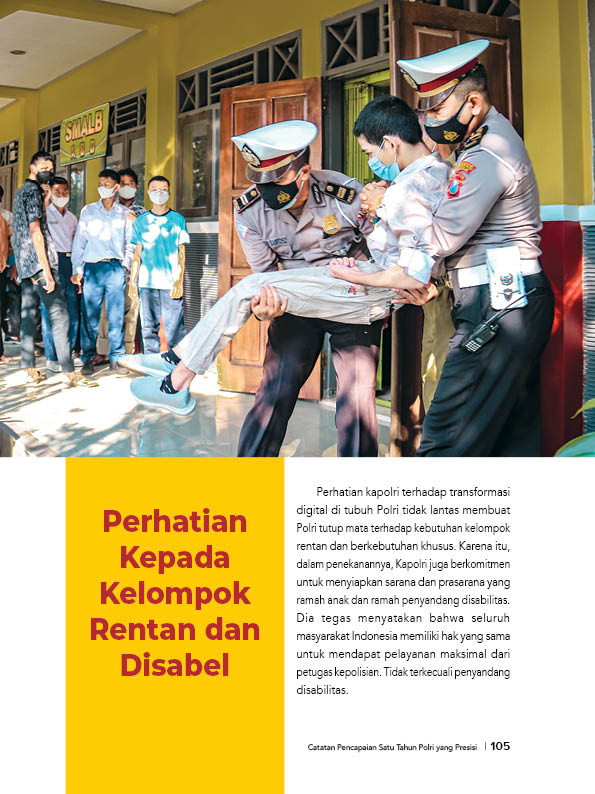 SMALB
Perhatian
Kepada
Kelompok
Rentan dan
Disabel
Perhatian kapolri terhadap transformasi
digital di tubuh Polri tidak lantas membuat
Polri tutup mata terhadap kebutuhan kelompok
rentan dan berkebutuhan khusus. Karena itu,
dalam penekanannya, Kapolri juga berkomitmen
untuk menyiapkan sarana dan prasarana yang
ramah anak dan ramah penyandang disabilitas.
Dia tegas menyatakan bahwa seluruh
masyarakat Indonesia memiliki hak yang sama
untuk mendapat pelayanan maksimal dari
petugas kepolisian. Tidak terkecuali penyandang
disabilitas.
Catatan Pencapaian Satu Tahun Polri yang Presisi | 105